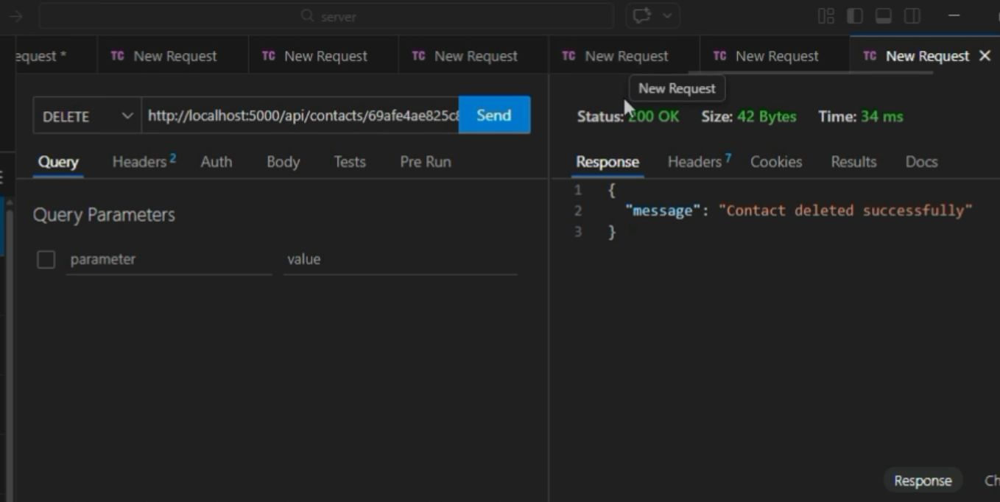 server
equest *
TC New Request
TC New Request
TC New Request
TC New Request
TC New Request
TC New Request
New Request
DELETE
http://localhost:5000/api/contacts/69afe4ae825c8
Send
Status: 200 OK Size: 42 Bytes Time: 34 ms
Query Headers 2 Auth Body Tests Pre Run
Response Headers 7 Cookies Results Docs
Query Parameters
parameter value
1 {
2 "message": "Contact deleted successfully"
3 }
Response Ch